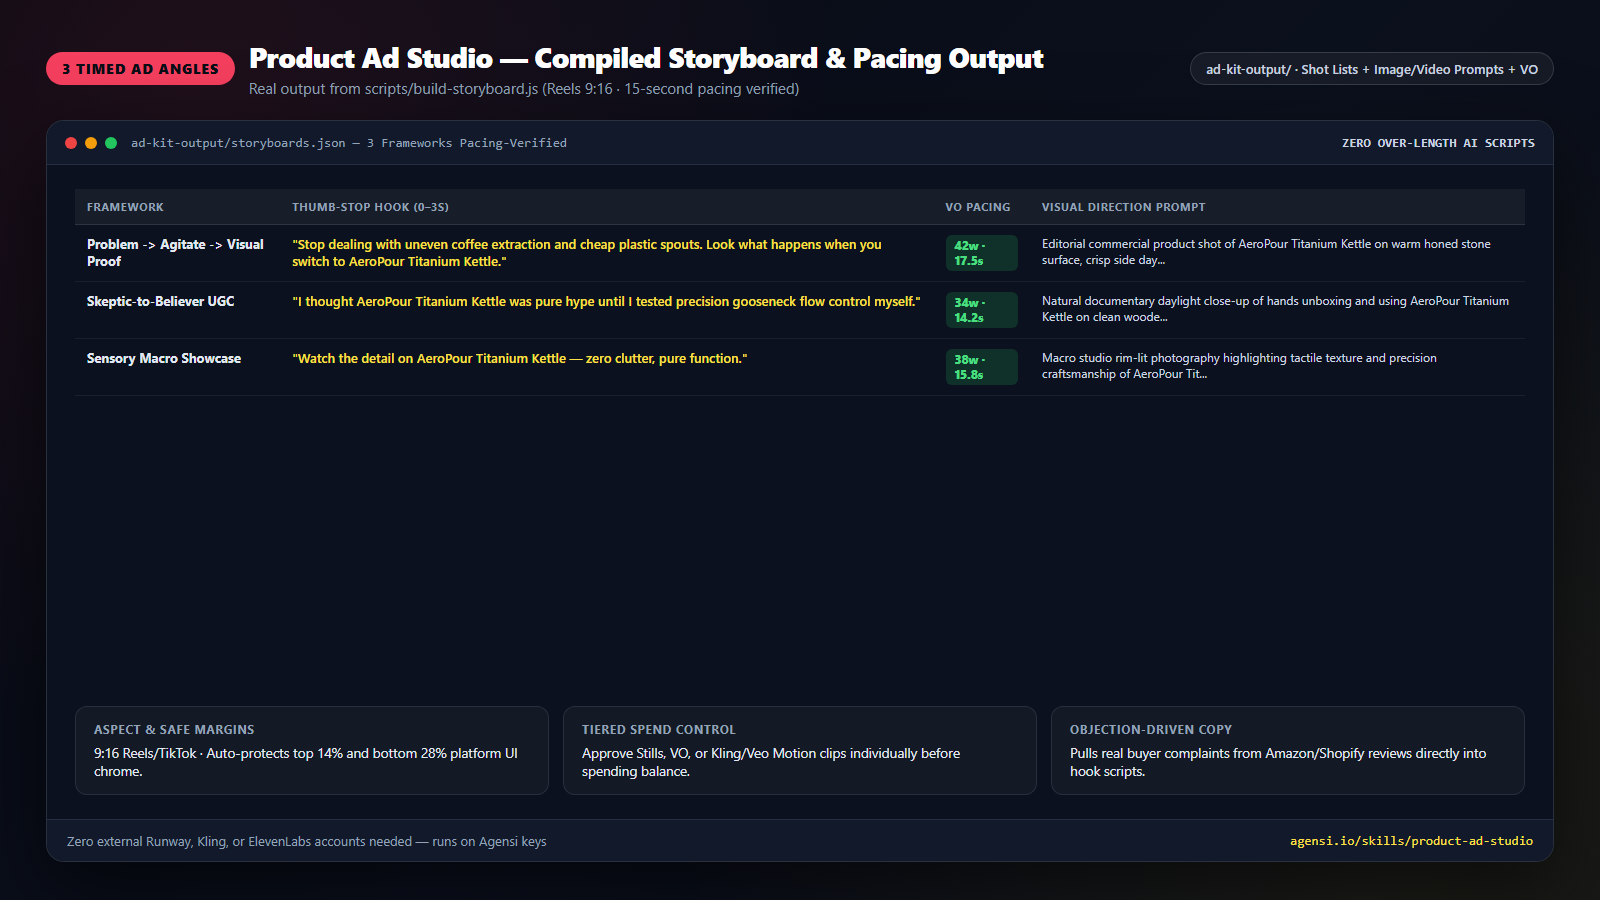 3 TIMED AD ANGLES
Product Ad Studio — Compiled Storyboard & Pacing Output
Real output from scripts/build-storyboard.js (Reels 9:16 · 15-second pacing verified)
ad-kit-output/ · Shot Lists + Image/Video Prompts + VO
ad-kit-output/storyboards.json — 3 Frameworks Pacing-Verified
ZERO OVER-LENGTH AI SCRIPTS
FRAMEWORK
THUMB-STOP HOOK (0–3S)
VO PACING
VISUAL DIRECTION PROMPT
Problem -> Agitate -> Visual
Proof
"Stop dealing with uneven coffee extraction and cheap plastic spouts. Look what happens when you
switch to AeroPour Titanium Kettle."
42w ·
17.5s
Editorial commercial product shot of AeroPour Titanium Kettle on warm honed stone
surface, crisp side day...
Skeptic-to-Believer UGC
"I thought AeroPour Titanium Kettle was pure hype until I tested precision gooseneck flow control myself."
34w ·
14.2s
Natural documentary daylight close-up of hands unboxing and using AeroPour Titanium
Kettle on clean woode...
Sensory Macro Showcase
"Watch the detail on AeroPour Titanium Kettle — zero clutter, pure function."
38w ·
15.8s
Macro studio rim-lit photography highlighting tactile texture and precision
craftsmanship of AeroPour Tit...
ASPECT & SAFE MARGINS
9:16 Reels/TikTok · Auto-protects top 14% and bottom 28% platform UI
chrome.
TIERED SPEND CONTROL
Approve Stills, VO, or Kling/Veo Motion clips individually before
spending balance.
OBJECTION-DRIVEN COPY
Pulls real buyer complaints from Amazon/Shopify reviews directly into
hook scripts.
Zero external Runway, Kling, or ElevenLabs accounts needed — runs on Agensi keys
agensi.io/skills/product-ad-studio